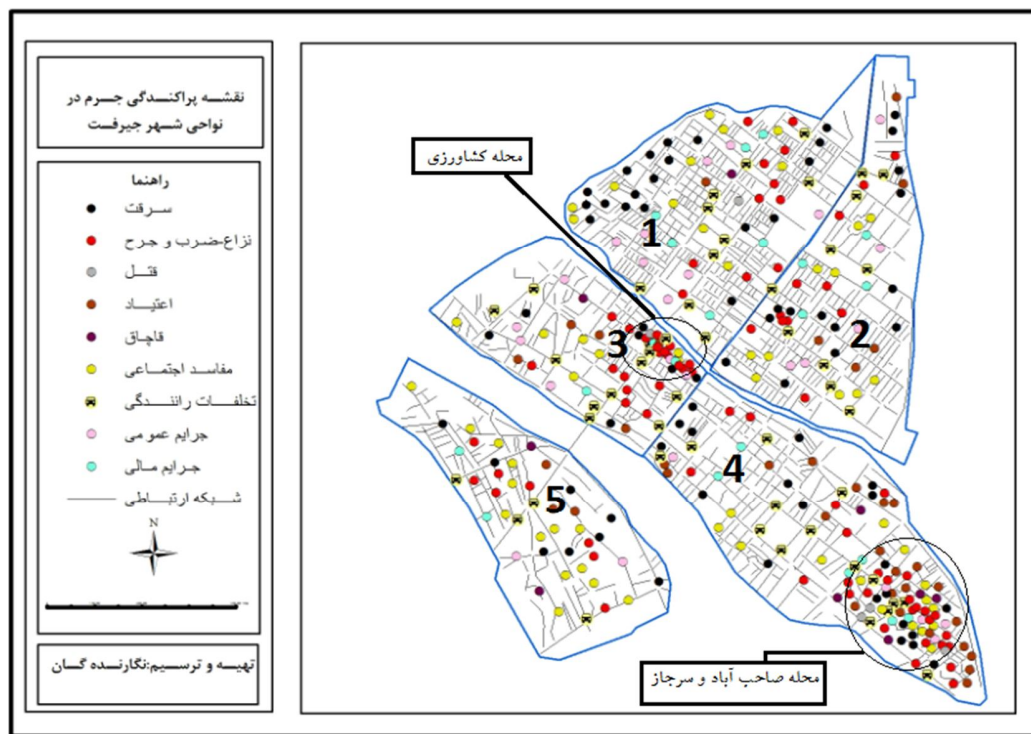 نقشه پراکندگی جرم در
نواحی شهر جیرفت
راهنما
سرقت
نزاع-ضرب و جرح
قتل
اعتیاد
قاچاق
مفاسد اجتماعی
تخلفات رانندگی
جرایم عمومی
جرایم مالی
شبکه ارتباطی
N
تهیه و ترسیم:نگارنده گان
محله کشاورزی
1
2
3
4
5
محله صاحب آباد و سرجاز